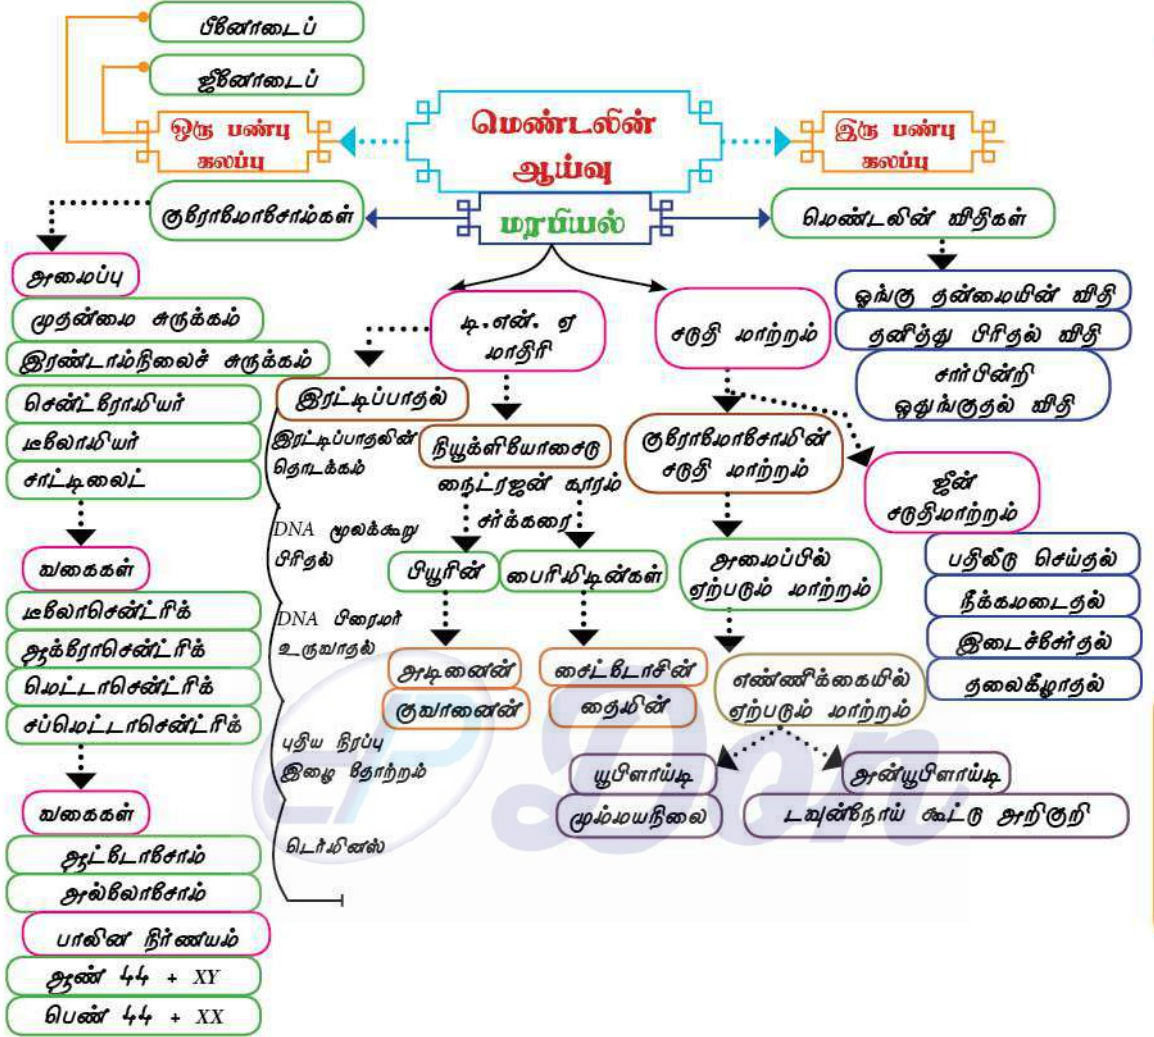 பீனோடைப்
ஜீனோடைப்
ஒரு பண்பு
கலப்பு
மெண்டலின்
ஆய்வு
இரு பண்பு
கலப்பு
குரோமோசோம்கள்
மரபியல்
மெண்டலின் விதிகள்
அமைப்பு
முதன்மை சுருக்கம்
இரண்டாம்நிலைச் சுருக்கம்
சென்ட்ரோமியர்
டீலோமியர்
சாட்டிலைட்
வகைகள்
டீலோசென்ட்ரிக்
ஆக்ரோசென்ட்ரிக்
மெட்டாசென்ட்ரிக்
சப்மெட்டாசென்ட்ரிக்
வகைகள்
ஆட்டோசோம்
அல்லோசோம்
பாலின நிர்ணயம்
ஆண் 44 + XY
பெண் 44 + XX
டி.என். ஏ
மாதிரி
இரட்டிப்பாதல்
இரட்டிப்பாதலின்
தொடக்கம்
DNA மூலக்கூறு
பிரிதல்
DNA பிரைமர்
உருவாதல்
புதிய நிரப்பு
இழை தோற்றம்
டெர்மினஸ்
நியூக்ளியோசைடு
நைட்ரஜன் காரம்
சர்க்கரை
பியூரின்
பைரிமிடின்கள்
அடினைன்
குவானைன்
சைட்டோசின்
தைமின்
சடுதி மாற்றம்
குரோமோசோமின்
சடுதி மாற்றம்
அமைப்பில்
ஏற்படும் மாற்றம்
எண்ணிக்கையில்
ஏற்படும் மாற்றம்
யூபிளாய்டி
மும்மயநிலை
அன்யூபிளாய்டி
டவுன்நோய் கூட்டு அறிகுறி
ஓங்கு தன்மையின் விதி
தனித்து பிரிதல் விதி
சார்பின்றி
ஒதுங்குதல் விதி
ஜீன்
சடுதிமாற்றம்
பதிலீடு செய்தல்
நீக்கமடைதல்
இடைச்சேர்தல்
தலைகீழாதல்
Don